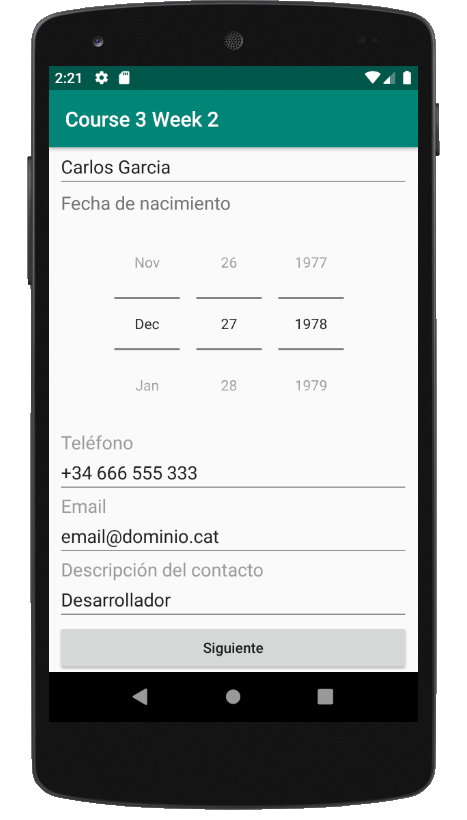 2:21
Course 3 Week 2
Carlos Garcia
Fecha de nacimiento
Nov 26 1977
Dec 27 1978
Jan 28 1979
Teléfono
+34 666 555 333
Email
email@dominio.cat
Descripción del contacto
Desarrollador
Siguiente